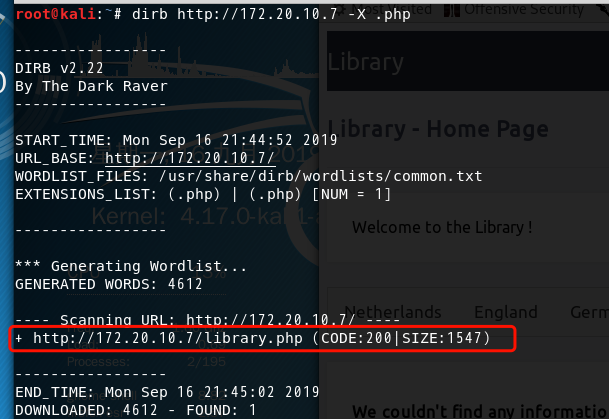 root@kali:~# dirb http://172.20.10.7 -X .php
-----------------
DIRB v2.22
By The Dark Raver
-----------------
START_TIME: Mon Sep 16 21:44:52 2019
URL_BASE: http://172.20.10.7/
WORDLIST_FILES: /usr/share/dirb/wordlists/common.txt
EXTENSIONS_LIST: (.php) | (.php) [NUM = 1]
-----------------
*** Generating Wordlist...
GENERATED WORDS: 4612
---- Scanning URL: http://172.20.10.7/ ----
+ http://172.20.10.7/library.php (CODE:200|SIZE:1547)
-----------------
END_TIME: Mon Sep 16 21:45:02 2019
DOWNLOADED: 4612 - FOUND: 1
Offensive Security
Library
Library - Home Page
Welcome to the Library !
Netherlands England Germ
We couldn't find any informatio
2019
Kernel: 4.17.0-ka
Processes: 2/195